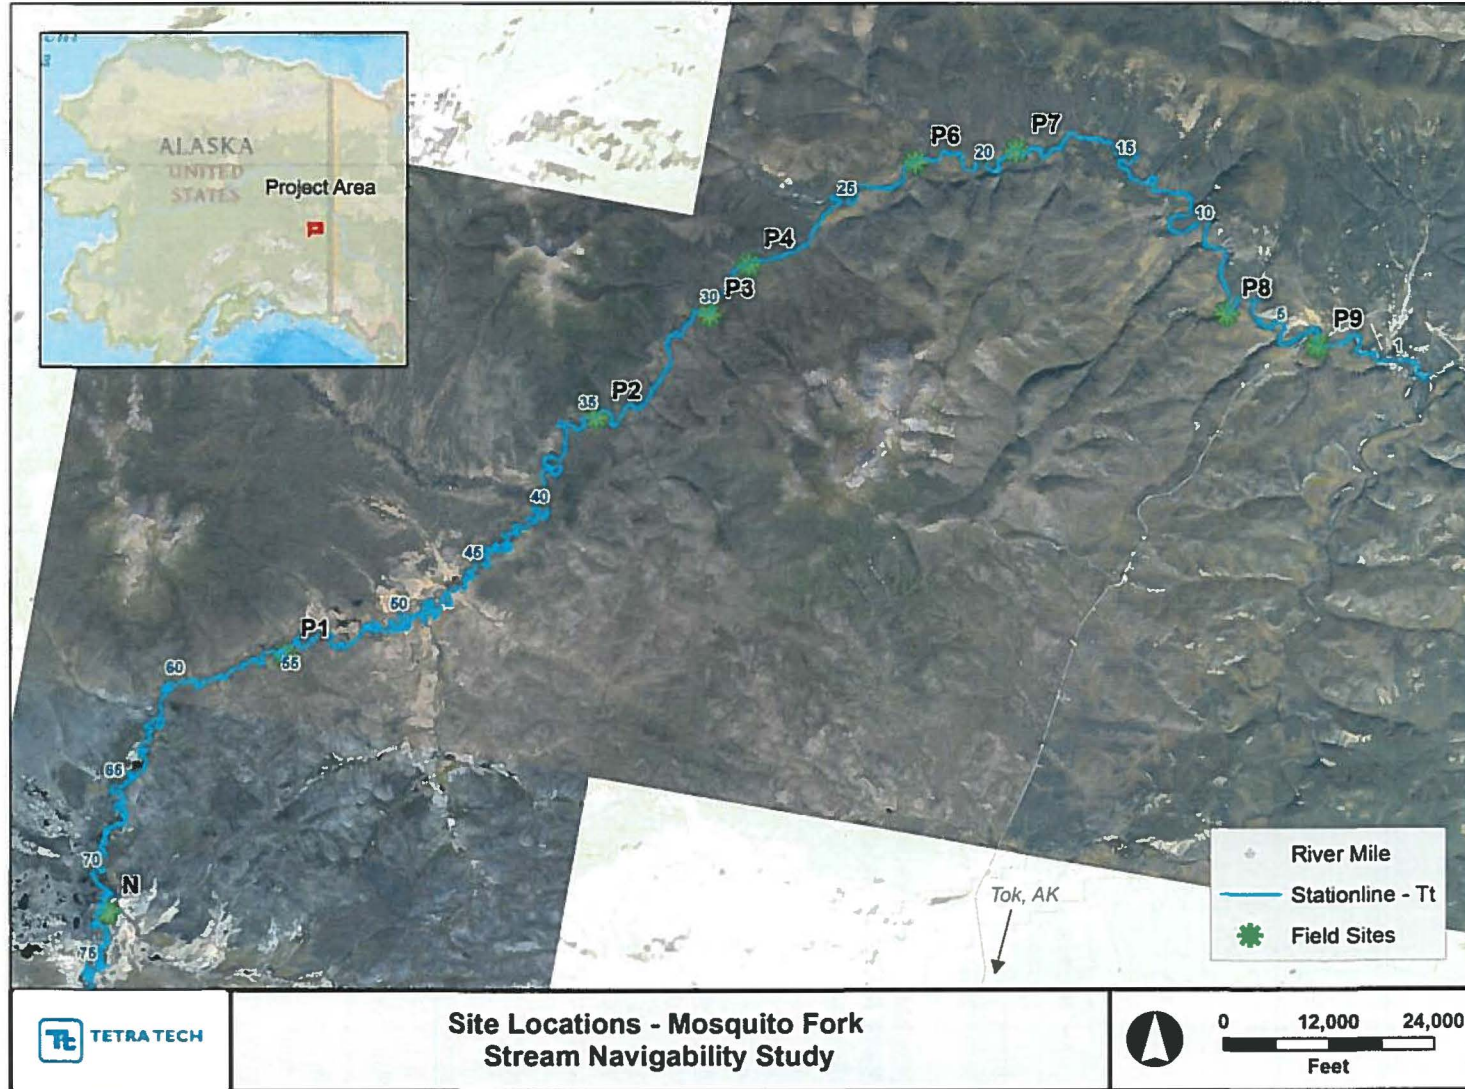 ALASKA
UNITED
STATES
Project Area
P6
20
P7
15
25
10
P4
30
P3
P8
5
P9
1
35
P2
40
45
50
P1
55
60
65
70
N
75
Tok, AK
River Mile
Stationline - Tt
Field Sites
Tt TETRA TECH
Site Locations - Mosquito Fork
Stream Navigability Study
0 12,000 24,000
Feet